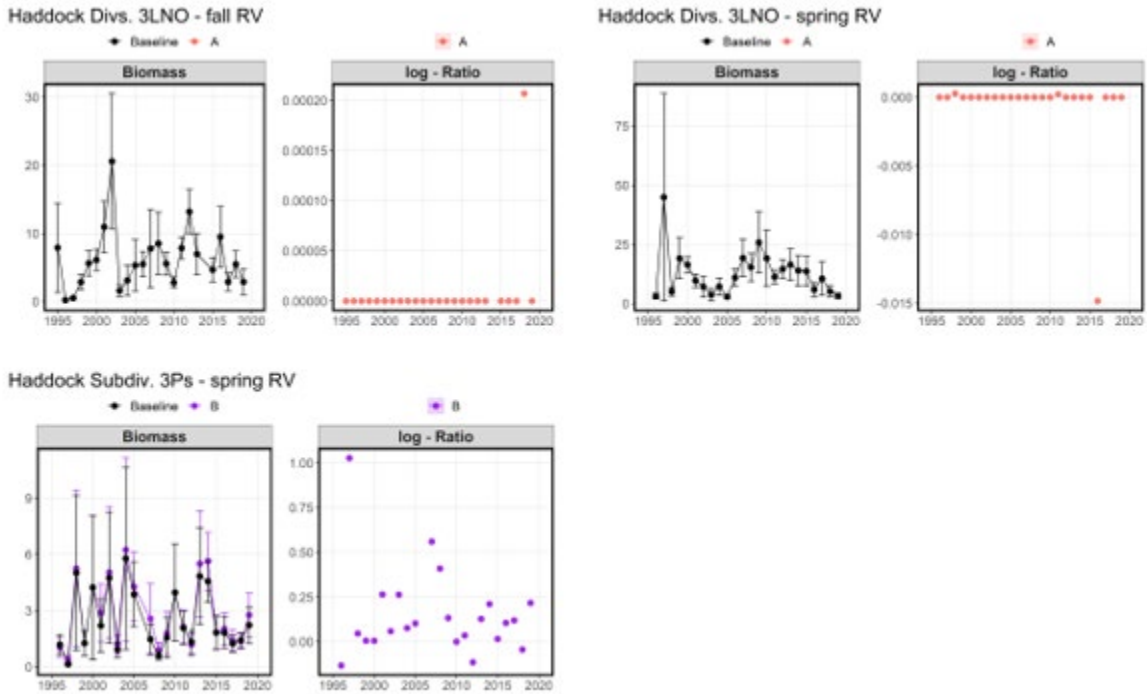 Haddock Divs. 3LNO - fall RV
Baseline A
A
Biomass
log - Ratio
30
20
10
0
1995 2000 2005 2010 2015 2020
0.00020
0.00015
0.00010
0.00005
0.00000
1995 2000 2005 2010 2015 2020
Haddock Divs. 3LNO - spring RV
Baseline A
A
Biomass
log - Ratio
75
50
25
0
1995 2000 2005 2010 2015 2020
0.000
-0.005
-0.010
-0.015
1995 2000 2005 2010 2015 2020
Haddock Subdiv. 3Ps - spring RV
Baseline B
B
Biomass
log - Ratio
9
6
3
0
1995 2000 2005 2010 2015 2020
1.00
0.75
0.50
0.25
0.00
1995 2000 2005 2010 2015 2020